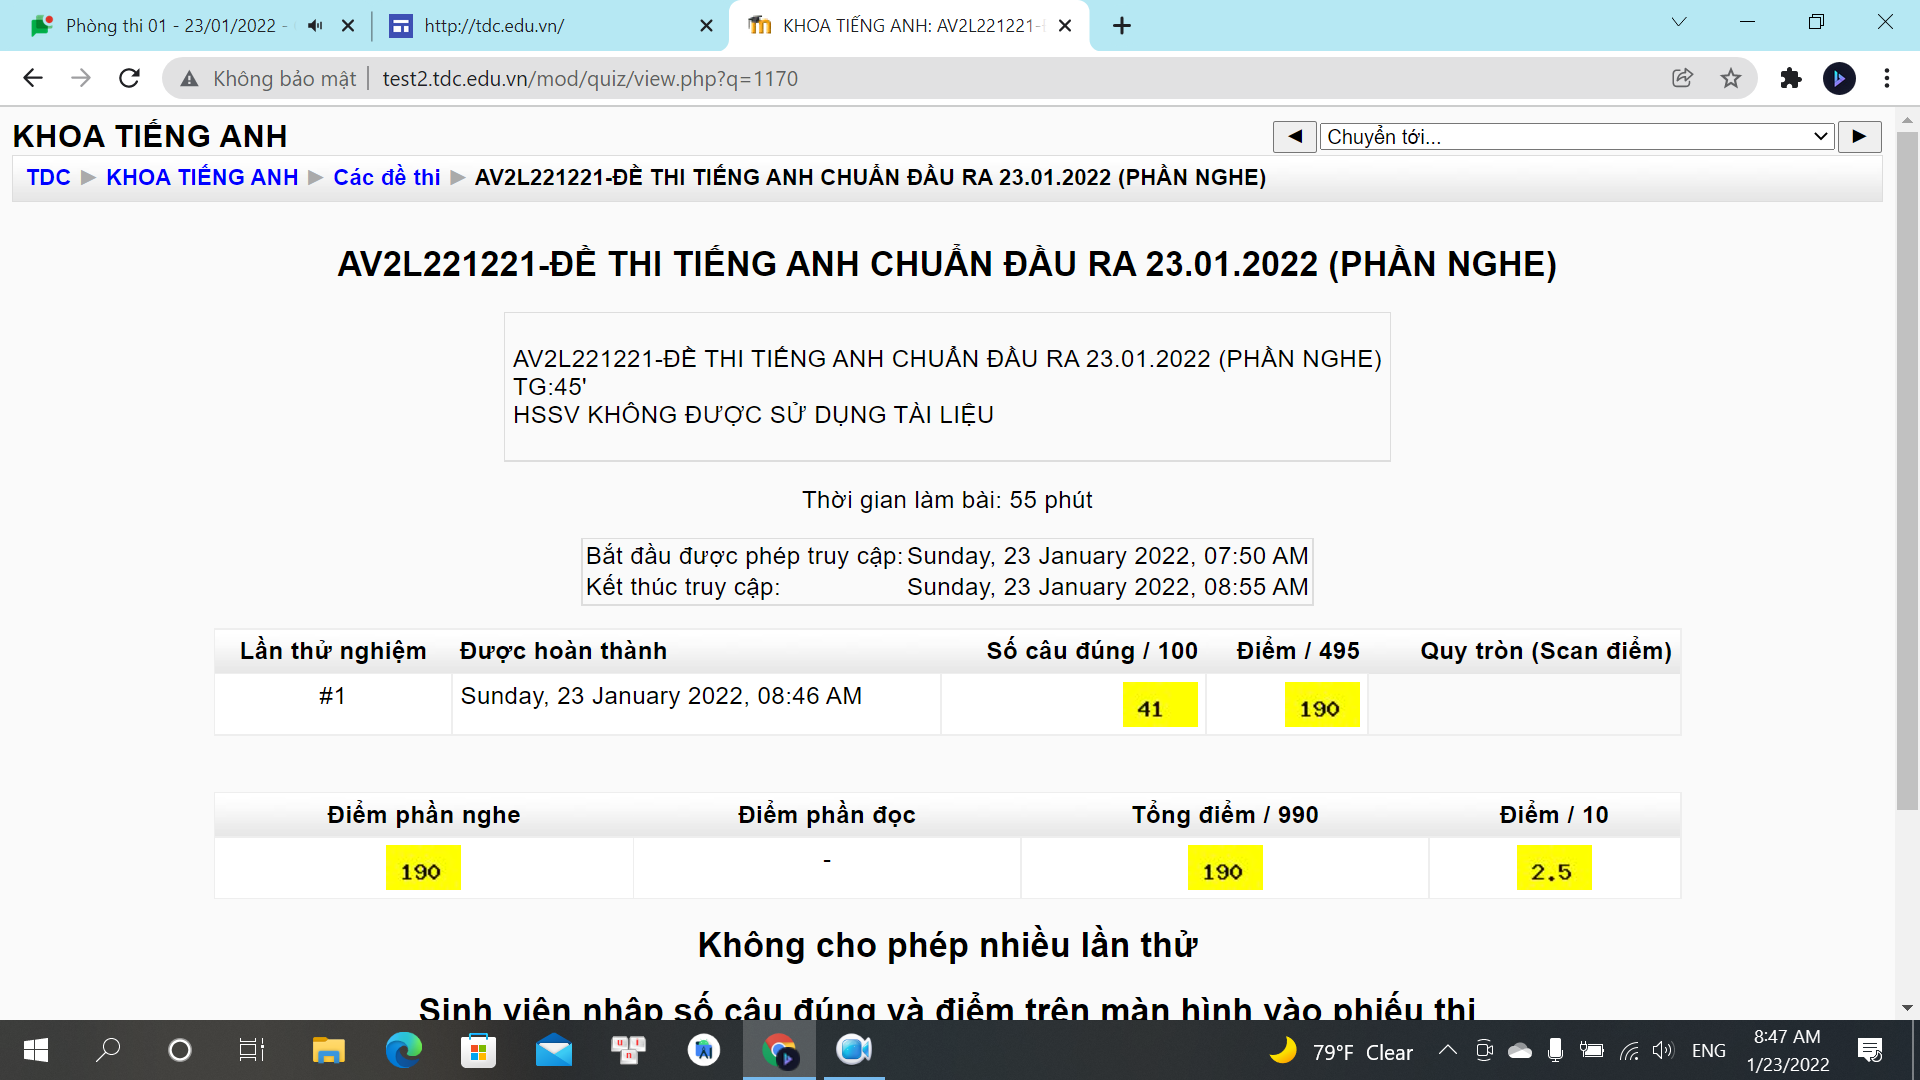 Phòng thi 01 - 23/01/2022 -
http://tdc.edu.vn/
KHOA TIẾNG ANH: AV2L221221-
Không bảo mật
test2.tdc.edu.vn/mod/quiz/view.php?q=1170
KHOA TIẾNG ANH
Chuyển tới...
TDC ► KHOA TIẾNG ANH ► Các đề thi ► AV2L221221-ĐỀ THI TIẾNG ANH CHUẨN ĐẦU RA 23.01.2022 (PHẦN NGHE)
AV2L221221-ĐỀ THI TIẾNG ANH CHUẨN ĐẦU RA 23.01.2022 (PHẦN NGHE)
AV2L221221-ĐỀ THI TIẾNG ANH CHUẨN ĐẦU RA 23.01.2022 (PHẦN NGHE)
TG:45'
HSSV KHÔNG ĐƯỢC SỬ DỤNG TÀI LIỆU
Thời gian làm bài: 55 phút
Bắt đầu được phép truy cập: Sunday, 23 January 2022, 07:50 AM
Kết thúc truy cập: Sunday, 23 January 2022, 08:55 AM
Lần thử nghiệm Được hoàn thành Số câu đúng / 100 Điểm / 495 Quy tròn (Scan điểm)
#1 Sunday, 23 January 2022, 08:46 AM 41 190
Điểm phần nghe Điểm phần đọc Tổng điểm / 990 Điểm / 10
190 - 190 2.5
Không cho phép nhiều lần thử
Sinh viên nhập số câu đúng và điểm trên màn hình vào phiếu thi
79°F Clear
ENG
8:47 AM
1/23/2022